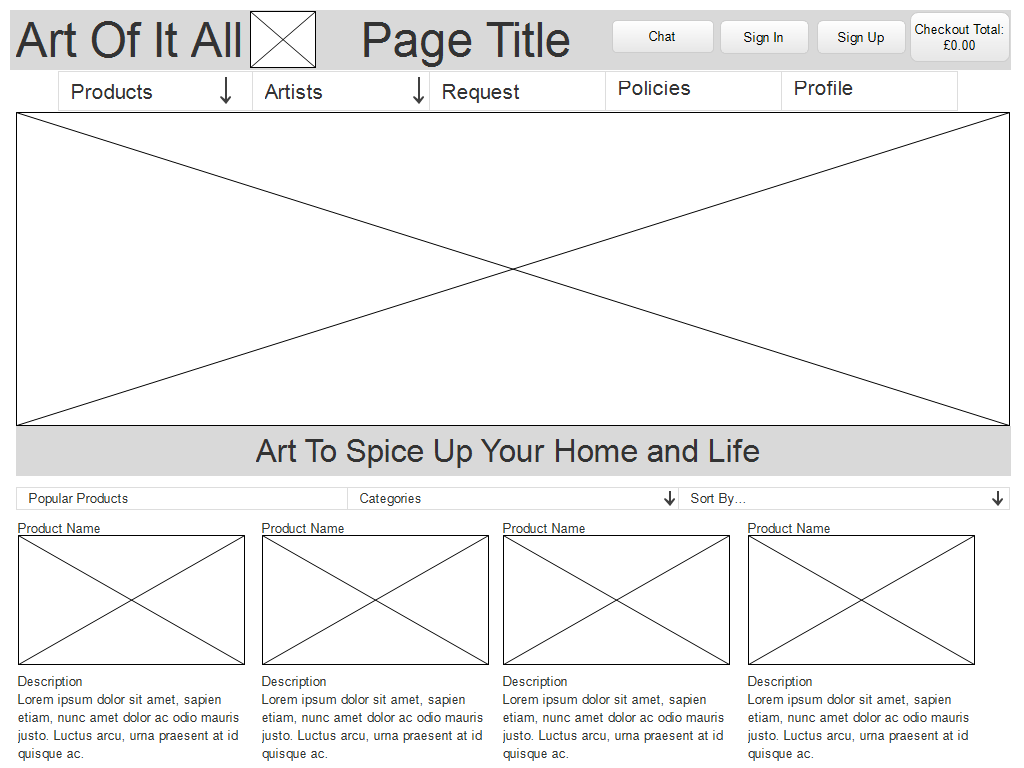 Art Of It All Page Title Chat Sign In Sign Up Checkout Total:
£0.00
Products Artists Request Policies Profile
Art To Spice Up Your Home and Life
Popular Products Categories Sort By...
Product Name Product Name Product Name Product Name
Description
Lorem ipsum dolor sit amet, sapien
etiam, nunc amet dolor ac odio mauris
justo. Luctus arcu, urna praesent at id
quisque ac.
Description
Lorem ipsum dolor sit amet, sapien
etiam, nunc amet dolor ac odio mauris
justo. Luctus arcu, urna praesent at id
quisque ac.
Description
Lorem ipsum dolor sit amet, sapien
etiam, nunc amet dolor ac odio mauris
justo. Luctus arcu, urna praesent at id
quisque ac.
Description
Lorem ipsum dolor sit amet, sapien
etiam, nunc amet dolor ac odio mauris
justo. Luctus arcu, urna praesent at id
quisque ac.